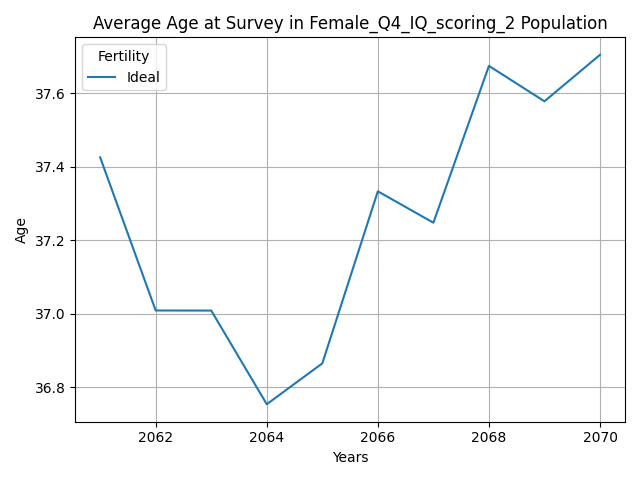 Average Age at Survey in Female_Q4_IQ_scoring_2 Population
Fertility
Ideal
37.6
37.4
37.2
37.0
36.8
Age
2062 2064 2066 2068 2070
Years